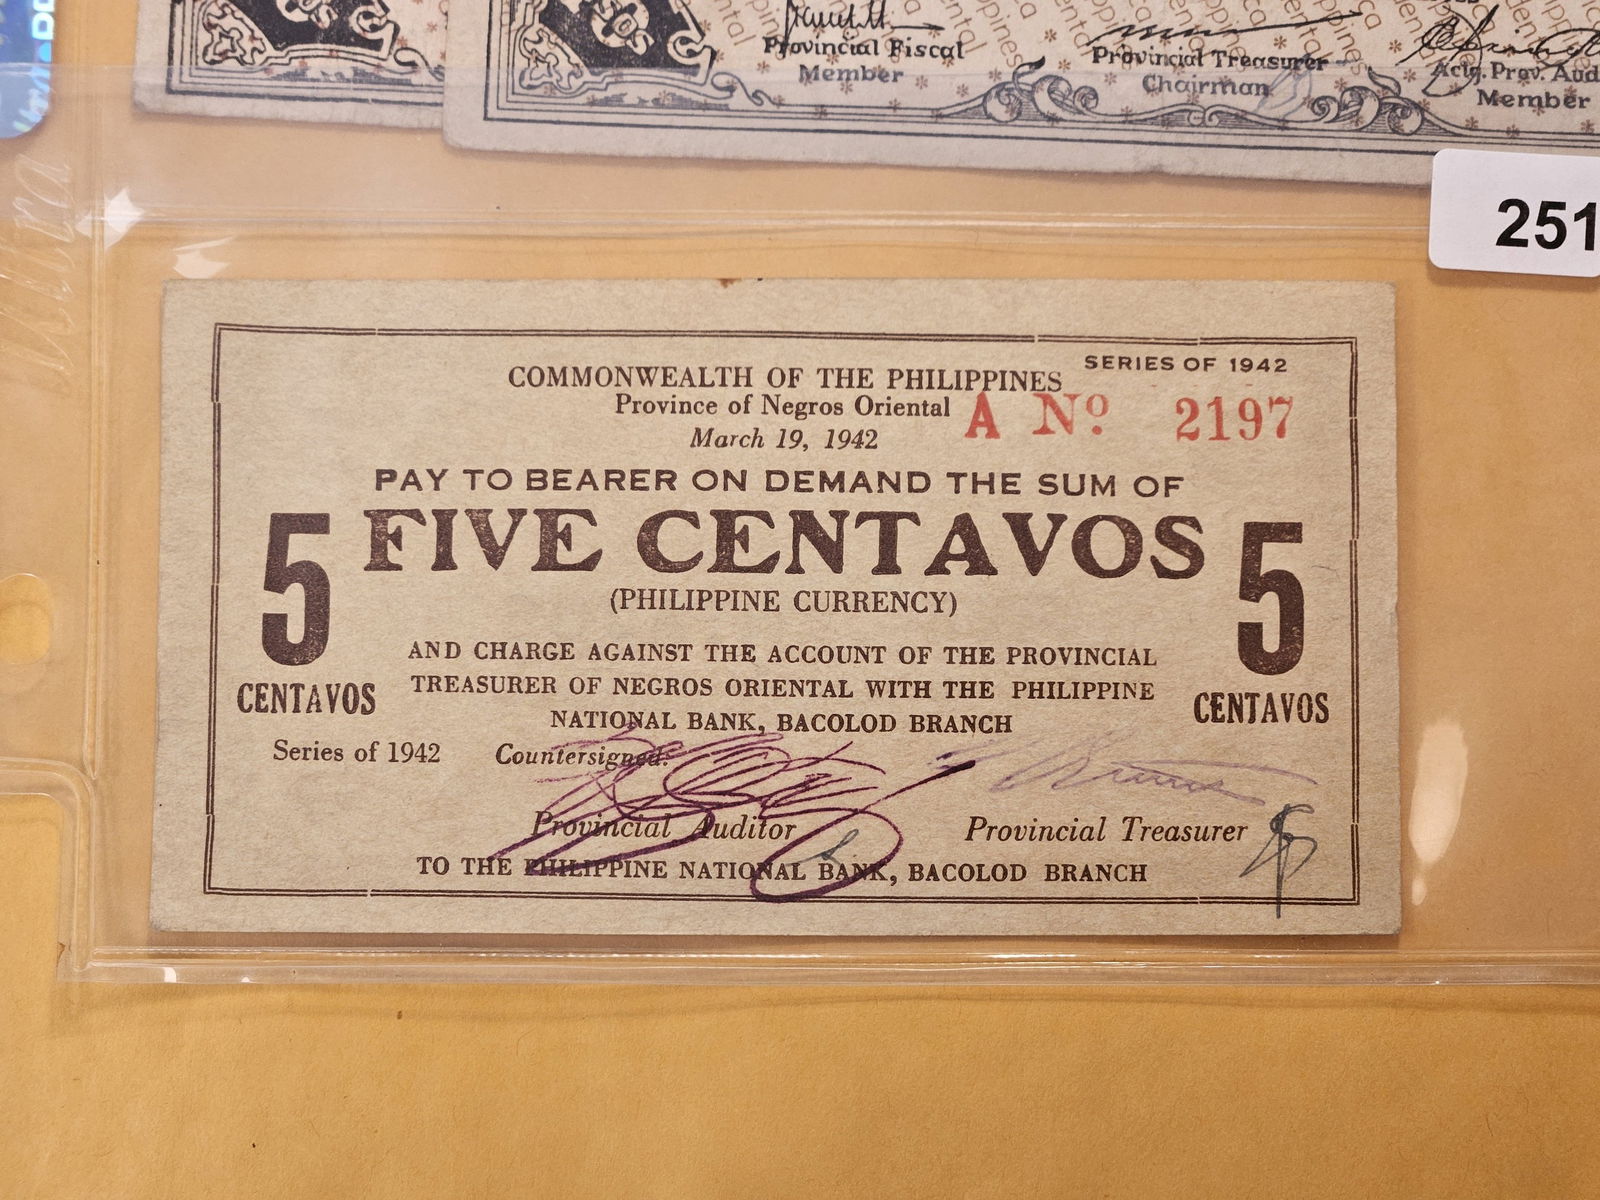 Provincial Fiscal
Member
Provincial Treasurer
Chairman
Actg. Prov. Aud
Member
251
SERIES OF 1942
COMMONWEALTH OF THE PHILIPPINES
Province of Negros Oriental
A No. 2197
March 19, 1942
PAY TO BEARER ON DEMAND THE SUM OF
5 FIVE CENTAVOS 5
(PHILIPPINE CURRENCY)
AND CHARGE AGAINST THE ACCOUNT OF THE PROVINCIAL
TREASURER OF NEGROS ORIENTAL WITH THE PHILIPPINE
CENTAVOS
CENTAVOS
NATIONAL BANK, BACOLOD BRANCH
Series of 1942
Countersigned:
Provincial Auditor
Provincial Treasurer
TO THE PHILIPPINE NATIONAL BANK, BACOLOD BRANCH